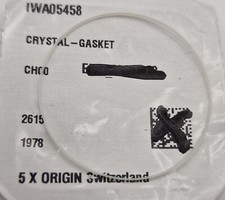 IWA05458
CRYSTAL-GASKET
CH00
2615
1978
5 X ORIGIN Switzerland